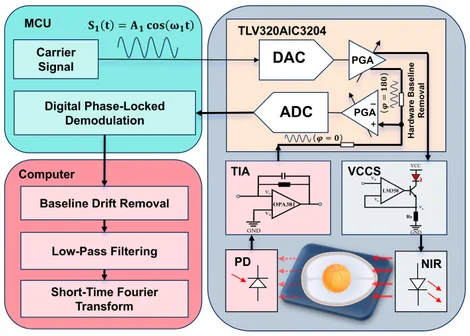 MCU
S₁(t) = A₁ cos(ω₁t)
Carrier
Signal
Digital Phase-Locked
Demodulation
Computer
Baseline Drift Removal
Low-Pass Filtering
Short-Time Fourier
Transform
TLV320AIC3204
DAC
PGA
(φ = 180)
Hardware Baseline
Removal
ADC
PGA
−
+
(φ = 0)
TIA
OPA381
GND
VCCS
VCC
LM358
Rs
GND
PD
NIR